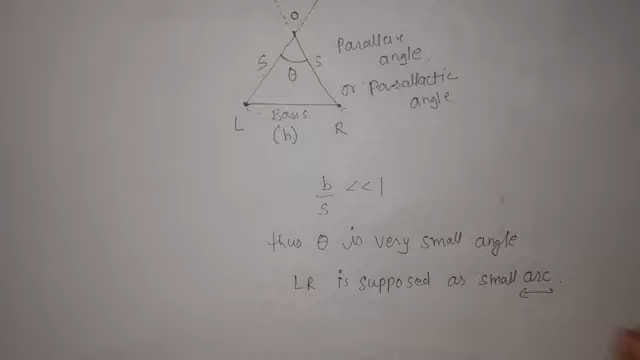 O
S
S
θ
Parallax
angle,
or Parallactic
angle
L
Basis
(b)
R
b/s << 1
thus θ is very small angle
LR is supposed as small arc.